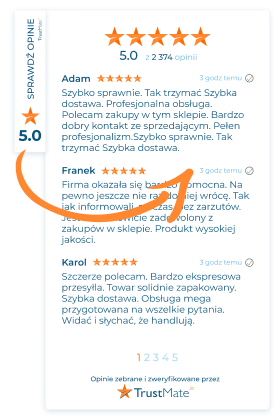 SPRAWDŹ OPINIE
TrustMate
5.0
5.0 z 2 374 opinii
Adam 3 godz temu
Szybko sprawnie. Tak trzymać Szybka
dostawa. Profesjonalna obsługa.
Polecam zakupy w tym sklepie. Bardzo
dobry kontakt ze sprzedającym. Pełen
profesjonalizm.Szybko sprawnie. Tak
trzymać Szybka dostawa.
Franek 3 godz temu
Firma okazała się bardzo pomocna. Na
pewno jeszcze nie raz do niej wrócę. Tak
jak informowali, bez zarzutów.
zadowolony z
zakupów w sklepie. Produkt wysokiej
jakości.
Karol 3 godz temu
Szczerze polecam. Bardzo ekspresowa
przesyłka. Towar solidnie zapakowany.
Szybka dostawa. Obsługa mega
przygotowana na wszelkie pytania.
Widać i słychać, że handlują.
1 2 3 4 5
Opinie zebrane i zweryfikowane przez
TrustMate